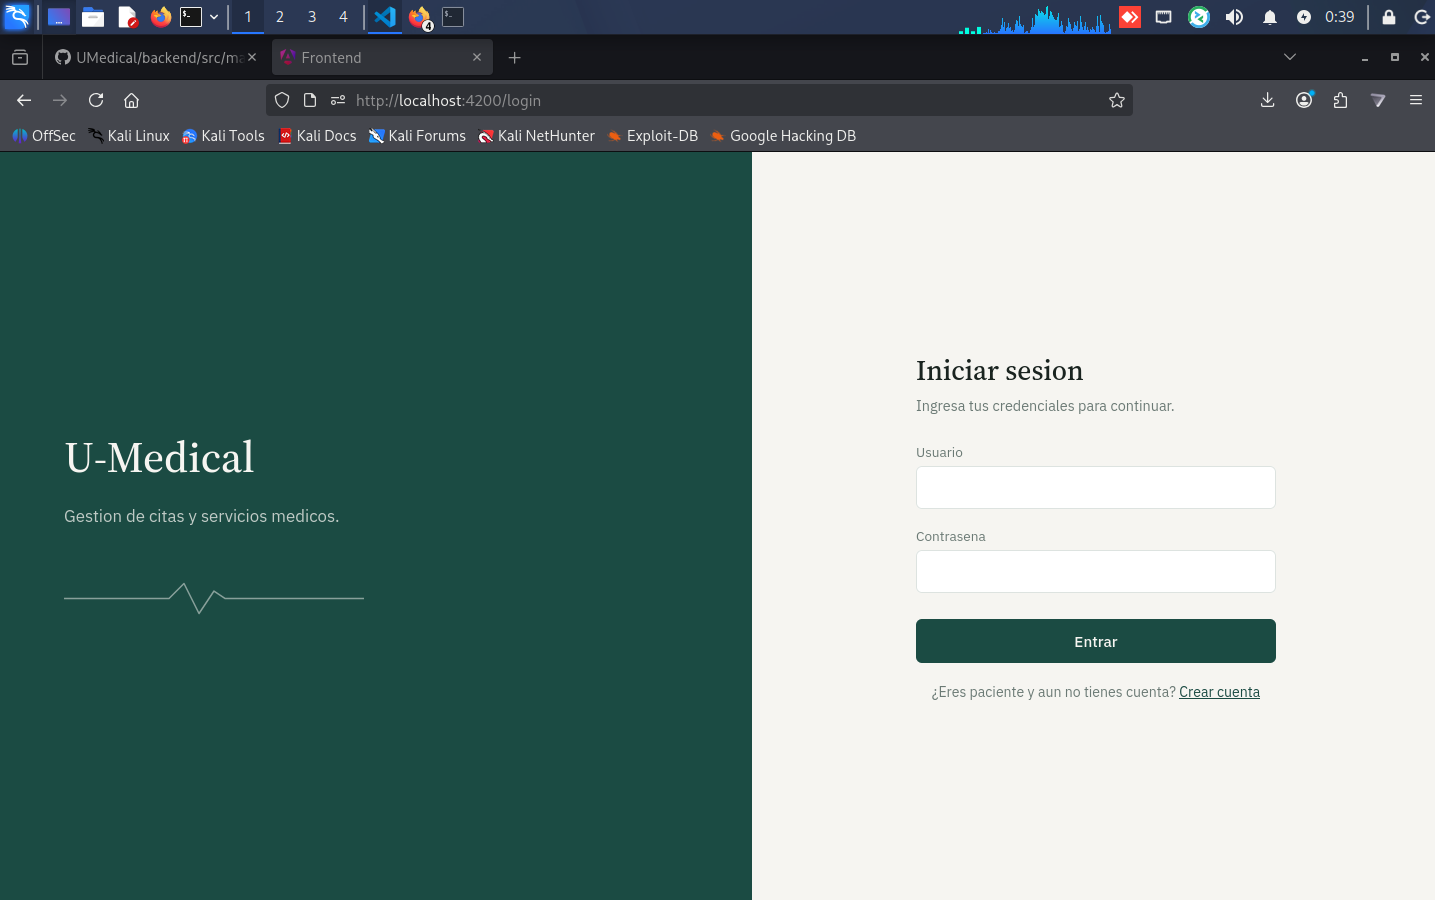 1 2 3 4
4
0:39
UMedical/backend/src/ma
Frontend
http://localhost:4200/login
OffSec Kali Linux Kali Tools Kali Docs Kali Forums Kali NetHunter Exploit-DB Google Hacking DB
U-Medical
Gestion de citas y servicios medicos.
Iniciar sesion
Ingresa tus credenciales para continuar.
Usuario
Contrasena
Entrar
¿Eres paciente y aun no tienes cuenta? Crear cuenta